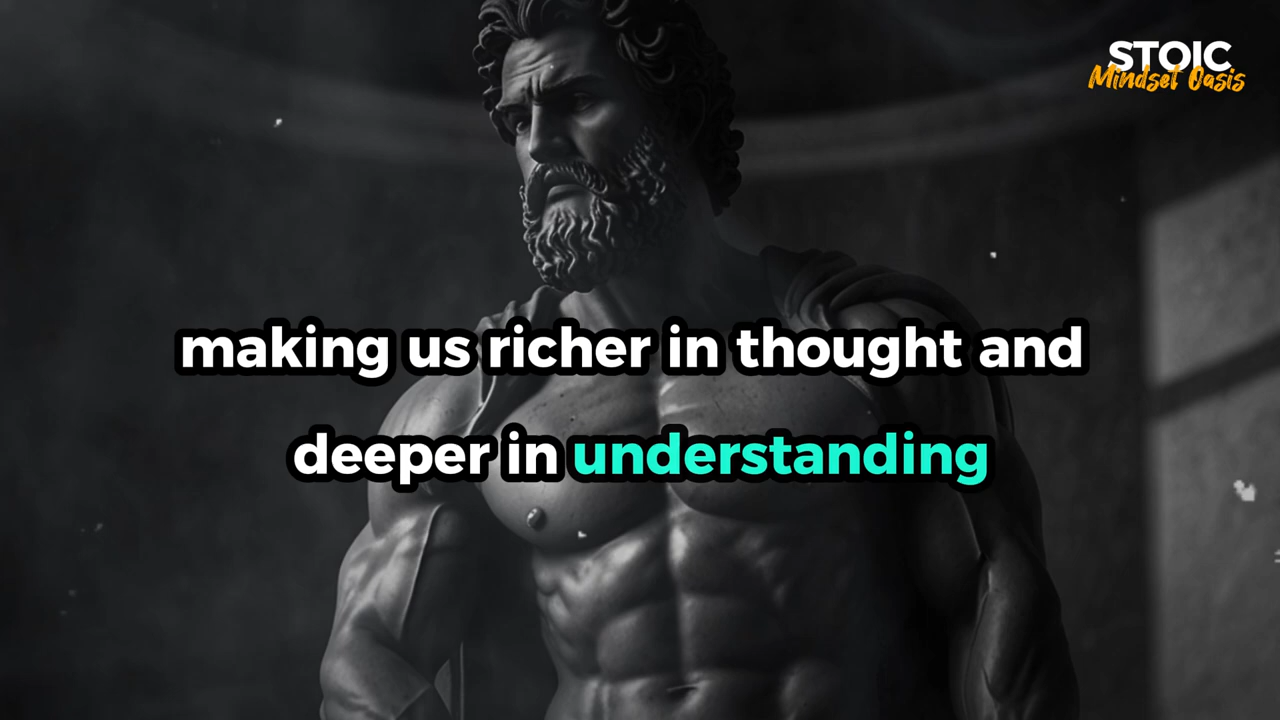 STOIC
Mindset Oasis
making us richer in thought and
deeper in understanding